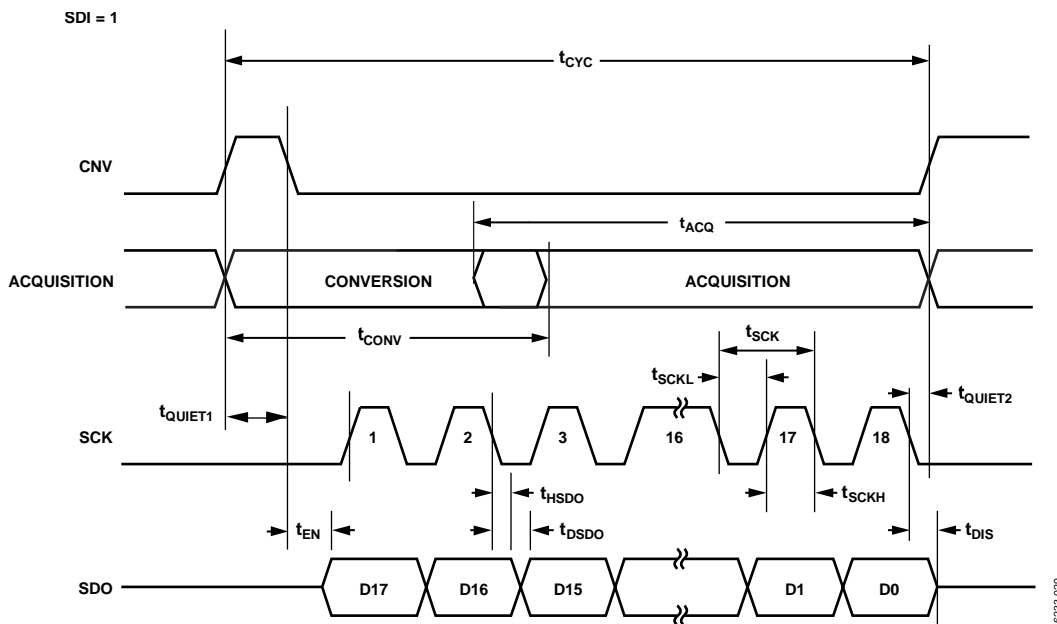 SDI = 1
tCYC
CNV
tACQ
ACQUISITION CONVERSION ACQUISITION
tCONV
tSCK
tSCKL
tQUIET1 tQUIET2
SCK 1 2 3 16 17 18
tHSDO tSCKH
tEN tDSDO tDIS
SDO D17 D16 D15 D1 D0